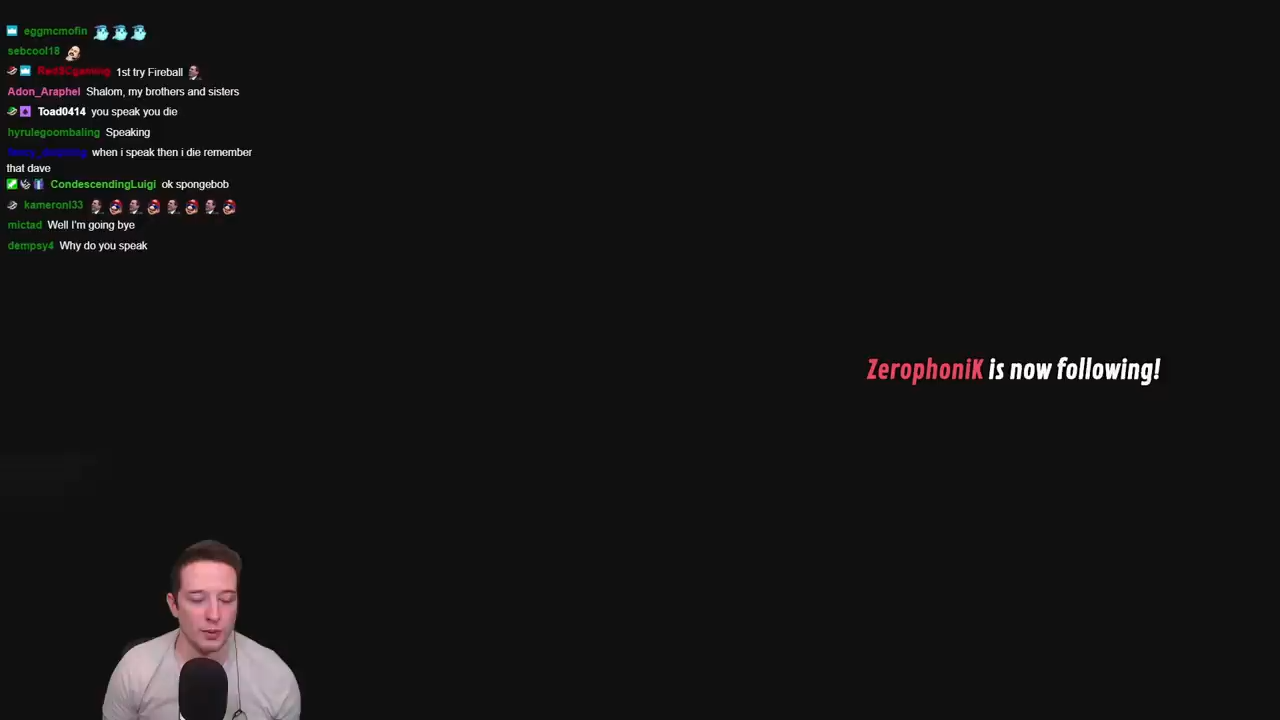 eggmcmofin
sebcool18
RedSCgaming 1st try Fireball
Adon_Araphel Shalom, my brothers and sisters
Toad0414 you speak you die
hyrulegoombaling Speaking
when i speak then i die remember
that dave
CondescendingLuigi ok spongebob
kameronl33
mictad Well I'm going bye
dempsy4 Why do you speak
ZerophoniK is now following!